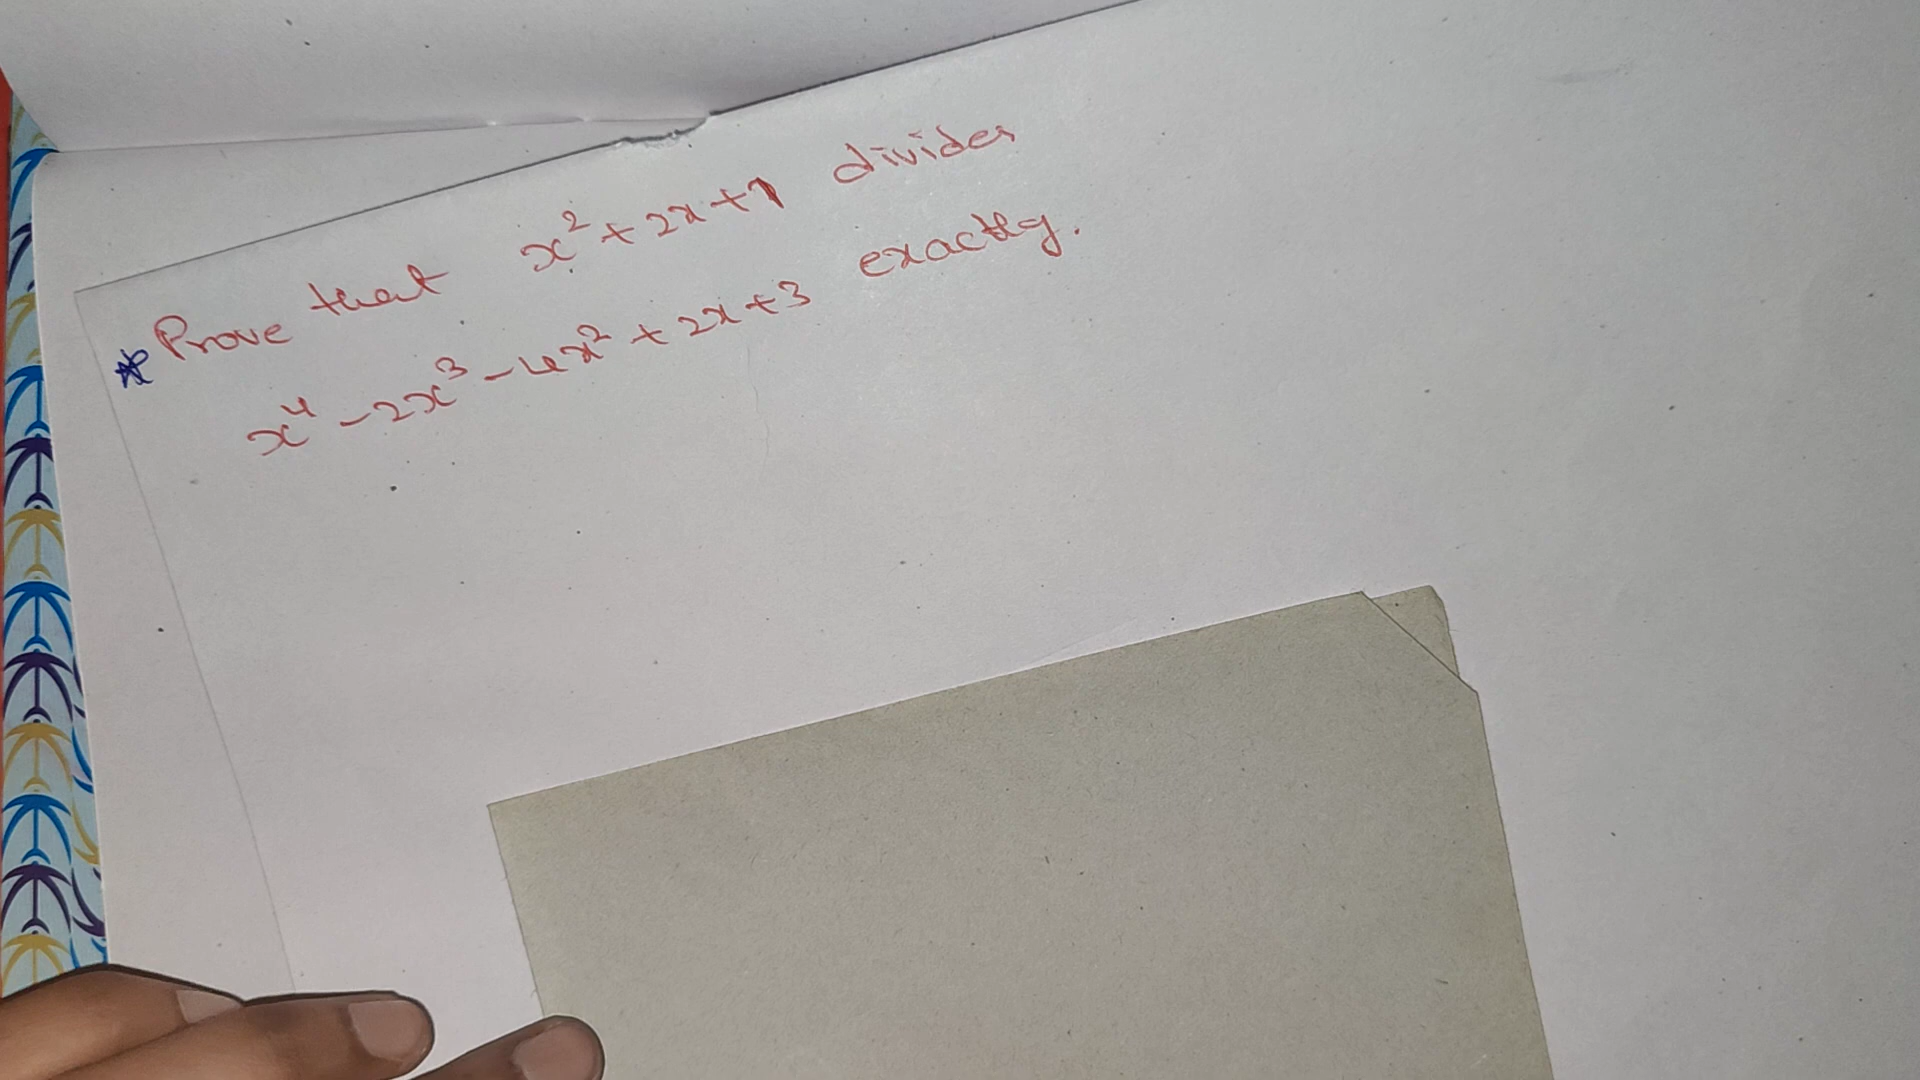 * Prove that x² + 2x + 1 divides
x⁴ - 2x³ - 4x² + 2x + 3 exactly.